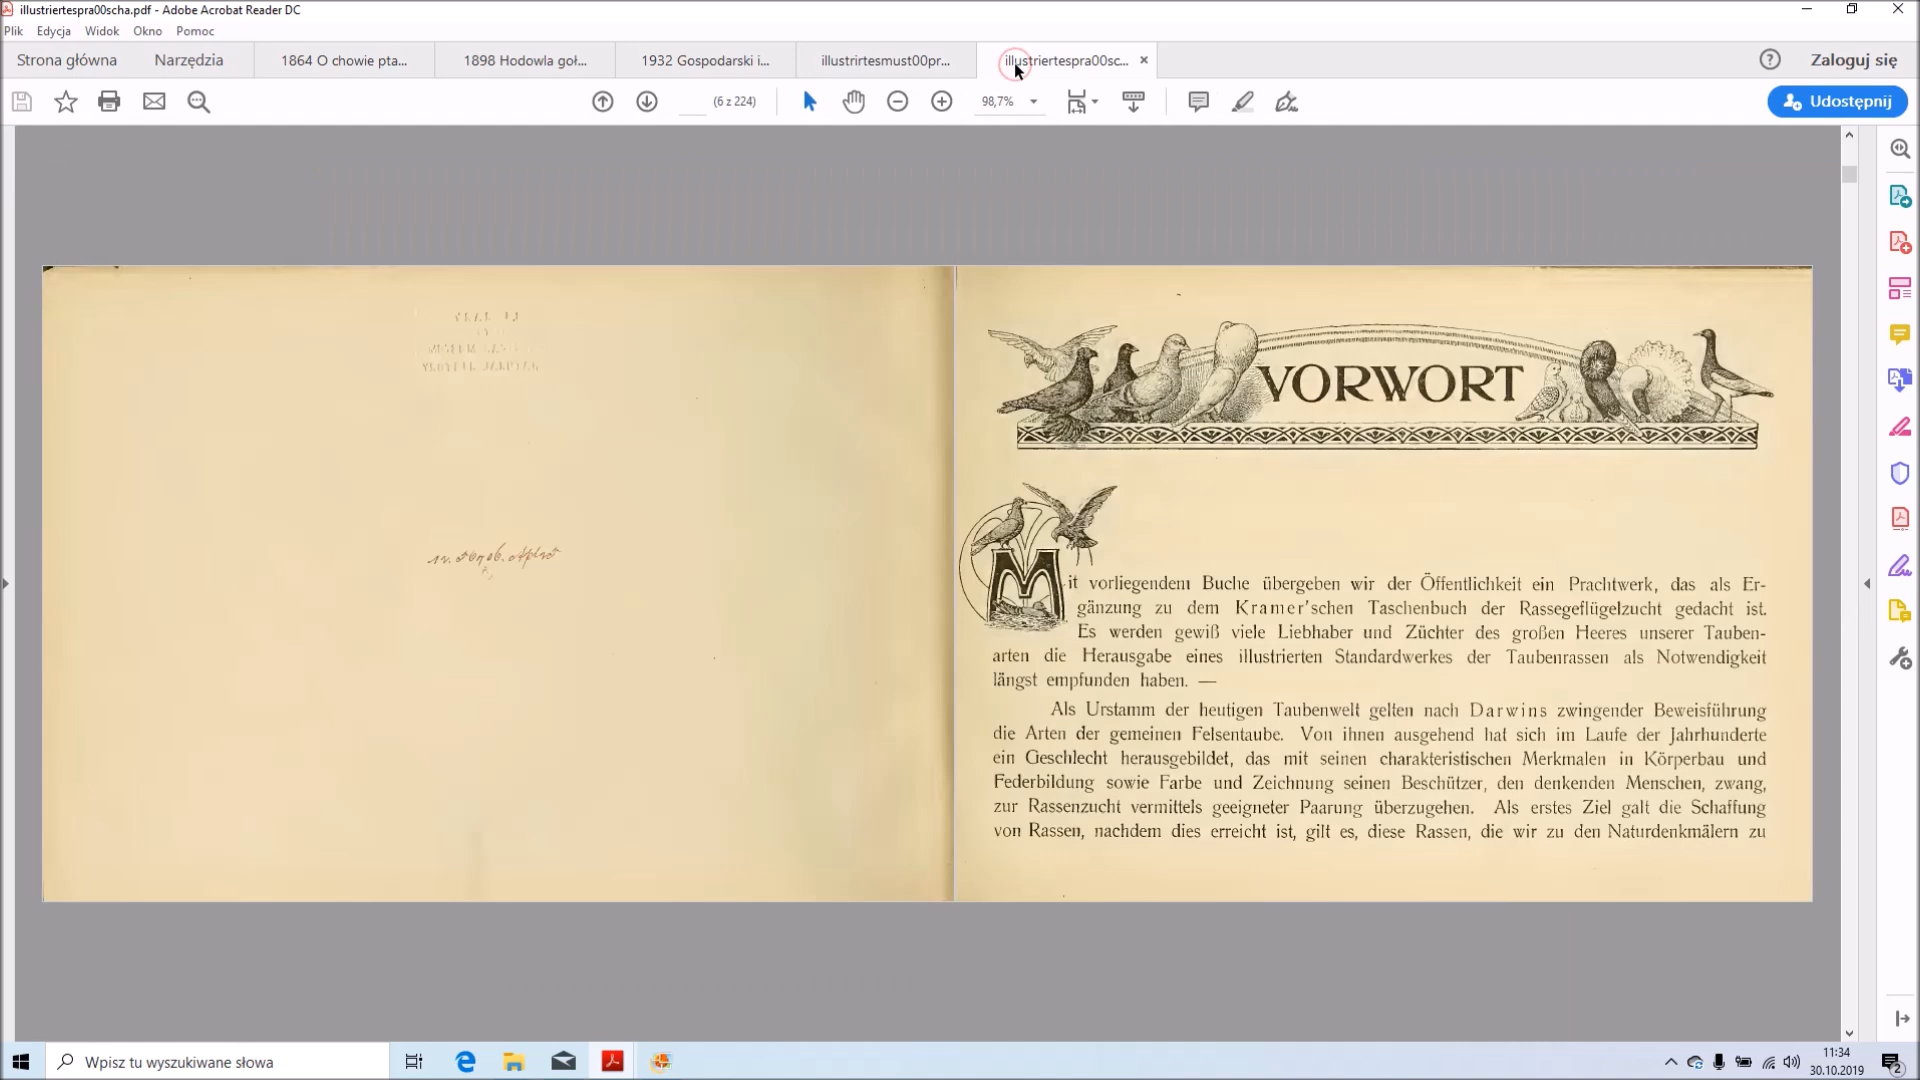 illustriertespra00scha.pdf - Adobe Acrobat Reader DC
Plik Edycja Widok Okno Pomoc
Strona główna Narzędzia 1864 O chowie pta... 1898 Hodowla goł... 1932 Gospodarski i... illustrirtesmust00pr... illustriertespra00sc... Zaloguj się
(6 z 224) 98,7% Udostępnij
VORWORT
Mit vorliegendem Buche übergeben wir der Öffentlichkeit ein Prachtwerk, das als Er-
gänzung zu dem Kramer'schen Taschenbuch der Rassegeflügelzucht gedacht ist.
Es werden gewiß viele Liebhaber und Züchter des großen Heeres unserer Tauben-
arten die Herausgabe eines illustrierten Standardwerkes der Taubenrassen als Notwendigkeit
längst empfunden haben. —
Als Urstamm der heutigen Taubenwelt gelten nach Darwins zwingender Beweisführung
die Arten der gemeinen Felsentaube. Von ihnen ausgehend hat sich im Laufe der Jahrhunderte
ein Geschlecht herausgebildet, das mit seinen charakteristischen Merkmalen in Körperbau und
Federbildung sowie Farbe und Zeichnung seinen Beschützer, den denkenden Menschen, zwang,
zur Rassenzucht vermittels geeigneter Paarung überzugehen. Als erstes Ziel galt die Schaffung
von Rassen, nachdem dies erreicht ist, gilt es, diese Rassen, die wir zu den Naturdenkmälern zu
Wpisz tu wyszukiwane słowa
11:34
30.10.2019
2